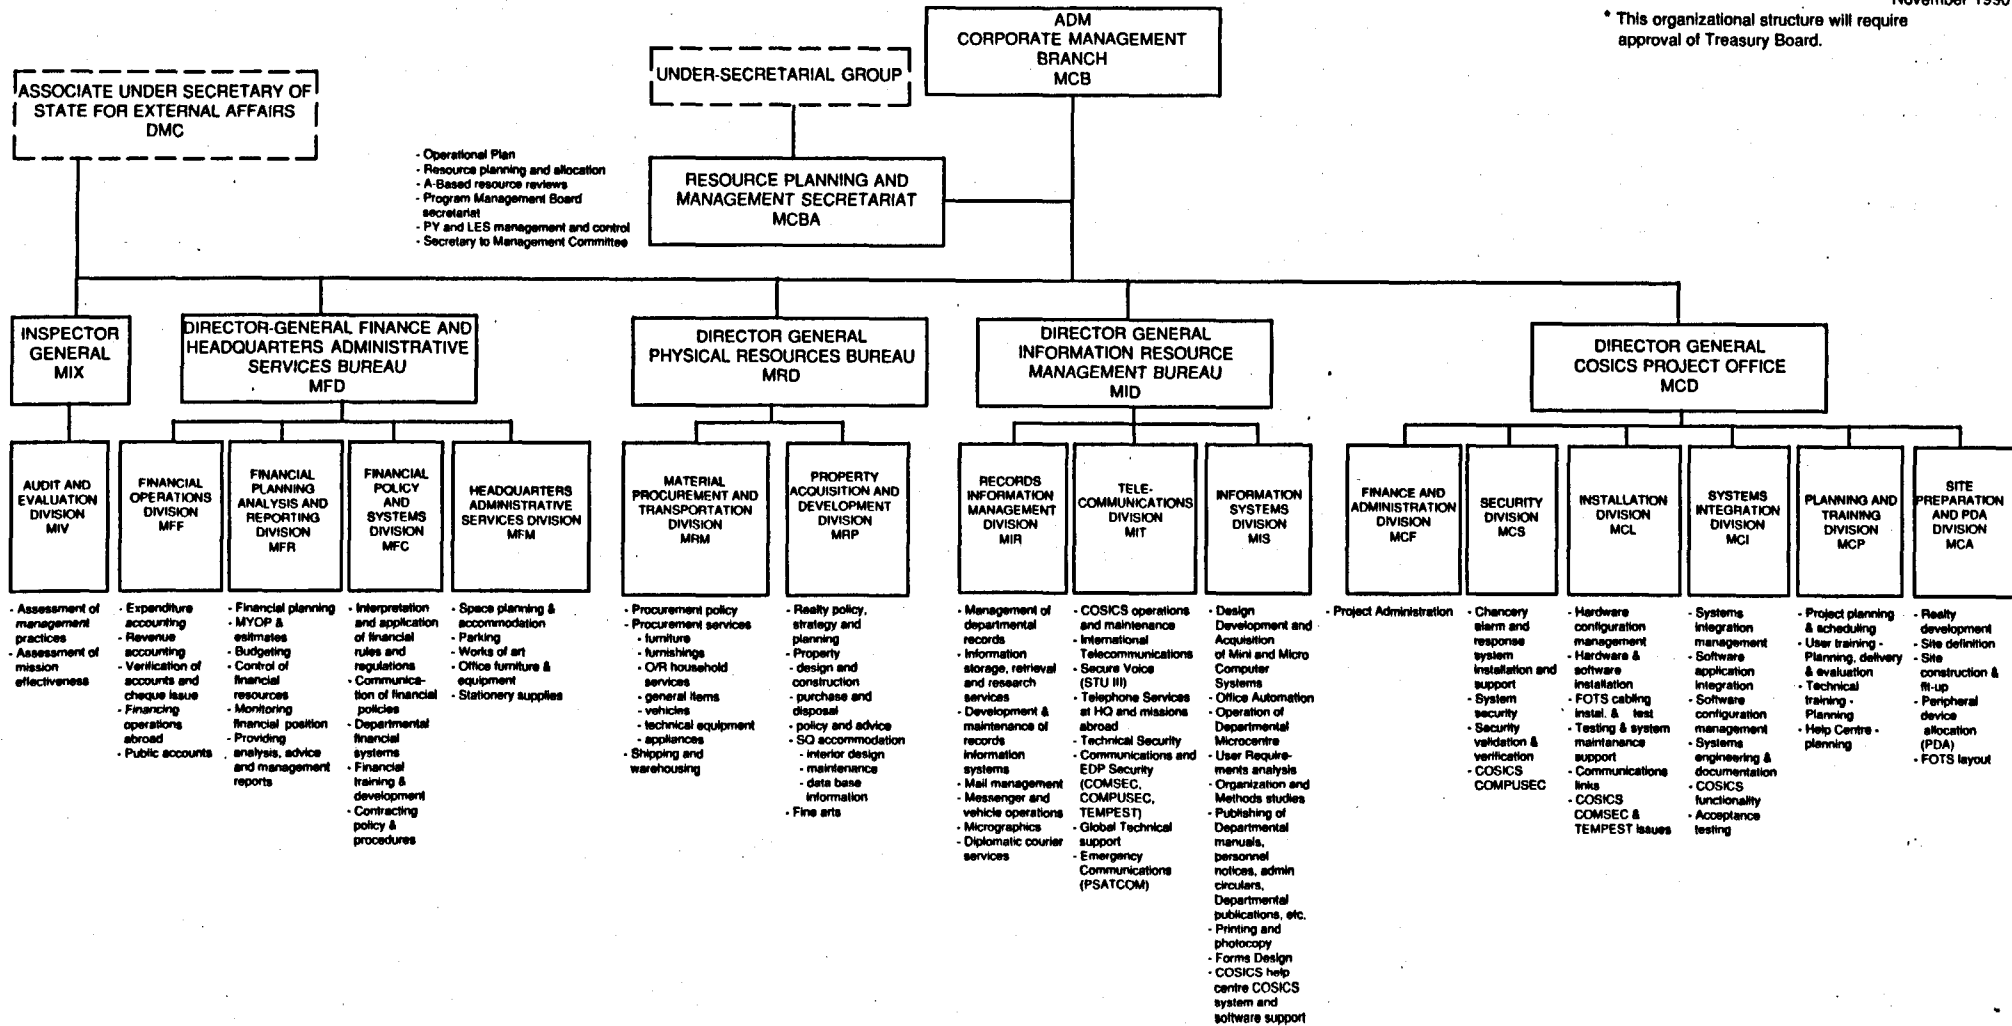 November 1990
* This organizational structure will require
approval of Treasury Board.
ADM
CORPORATE MANAGEMENT
BRANCH
MCB
UNDER-SECRETARIAL GROUP
ASSOCIATE UNDER SECRETARY OF
STATE FOR EXTERNAL AFFAIRS
DMC
- Operational Plan
- Resource planning and allocation
- A-Based resource reviews
- Program Management Board
secretariat
- PY and LES management and control
- Secretary to Management Committee
RESOURCE PLANNING AND
MANAGEMENT SECRETARIAT
MCBA
INSPECTOR
GENERAL
MIX
DIRECTOR-GENERAL FINANCE AND
HEADQUARTERS ADMINISTRATIVE
SERVICES BUREAU
MFD
DIRECTOR GENERAL
PHYSICAL RESOURCES BUREAU
MRD
DIRECTOR GENERAL
INFORMATION RESOURCE
MANAGEMENT BUREAU
MID
DIRECTOR GENERAL
COSICS PROJECT OFFICE
MCD
AUDIT AND
EVALUATION
DIVISION
MIV
- Assessment of
management
practices
- Assessment of
mission
effectiveness
FINANCIAL
OPERATIONS
DIVISION
MFF
- Expenditure
accounting
- Revenue
accounting
- Verification of
accounts and
cheque issue
- Financing
operations
abroad
- Public accounts
FINANCIAL
PLANNING
ANALYSIS AND
REPORTING
DIVISION
MFR
- Financial planning
- MYOP &
esitmates
- Budgeting
- Control of
financial
resources
- Monitoring
financial position
- Providing
analysis, advice
and management
reports
FINANCIAL
POLICY
AND
SYSTEMS
DIVISION
MFC
- Interpretation
and application
of financial
rules and
regulations
- Communica-
tion of financial
policies
- Departmental
financial
systems
- Financial
training &
development
- Contracting
policy &
procedures
HEADQUARTERS
ADMINISTRATIVE
SERVICES DIVISION
MFM
- Space planning &
accommodation
- Parking
- Works of art
- Office furniture &
equipment
- Stationery supplies
MATERIAL
PROCUREMENT AND
TRANSPORTATION
DIVISION
MRM
- Procurement policy
- Procurement services
- furniture
- furnishings
- O/R household
services
- general items
- vehicles
- technical equipment
- appliances
- Shipping and
warehousing
PROPERTY
ACQUISITION AND
DEVELOPMENT
DIVISION
MRP
- Realty policy,
strategy and
planning
- Property
- design and
construction
- purchase and
disposal
- policy and advice
- SQ accommodation
- interior design
- maintenance
- data base
information
- Fine arts
RECORDS
INFORMATION
MANAGEMENT
DIVISION
MIR
- Management of
departmental
records
- Information
storage, retrieval
and research
services
- Development &
maintenance of
records
information
systems
- Mail management
- Messenger and
vehicle operations
- Micrographics
- Diplomatic courier
services
TELE-
COMMUNICATIONS
DIVISION
MIT
- COSICS operations
and maintenance
- International
Telecommunications
- Secure Voice
(STU III)
- Telephone Services
at HQ and missions
abroad
- Technical Security
- Communications and
EDP Security
(COMSEC,
COMPUSEC,
TEMPEST)
- Global Technical
support
- Emergency
Communications
(PSATCOM)
INFORMATION
SYSTEMS
DIVISION
MIS
- Design
Development and
Acquisition
of Mini and Micro
Computer
Systems
- Office Automation
- Operation of
Departmental
Microcentre
- User Require-
ments analysis
- Organization and
Methods studies
- Publishing of
Departmental
manuals,
personnel
notices, admin
circulars,
Departmental
publications, etc.
- Printing and
photocopy
- Forms Design
- COSICS help
centre COSICS
system and
software support
FINANCE AND
ADMINISTRATION
DIVISION
MCF
- Project Administration
SECURITY
DIVISION
MCS
- Chancery
alarm and
response
system
installation and
support
- System
security
- Security
validation &
verification
- COSICS
COMPUSEC
INSTALLATION
DIVISION
MCL
- Hardware
configuration
management
- Hardware &
software
installation
- FOTS cabling
instal. & test
- Testing & system
maintenance
support
- Communications
links
- COSICS
COMSEC &
TEMPEST issues
SYSTEMS
INTEGRATION
DIVISION
MCI
- Systems
integration
management
- Software
application
integration
- Software
configuration
management
- Systems
engineering &
documentation
- COSICS
functionality
- Acceptance
testing
PLANNING AND
TRAINING
DIVISION
MCP
- Project planning
& scheduling
- User training -
Planning, delivery
& evaluation
- Technical
training -
Planning
- Help Centre -
planning
SITE
PREPARATION
AND PDA
DIVISION
MCA
- Realty
development
- Site definition
- Site
construction &
fit-up
- Peripheral
device
allocation
(PDA)
- FOTS layout